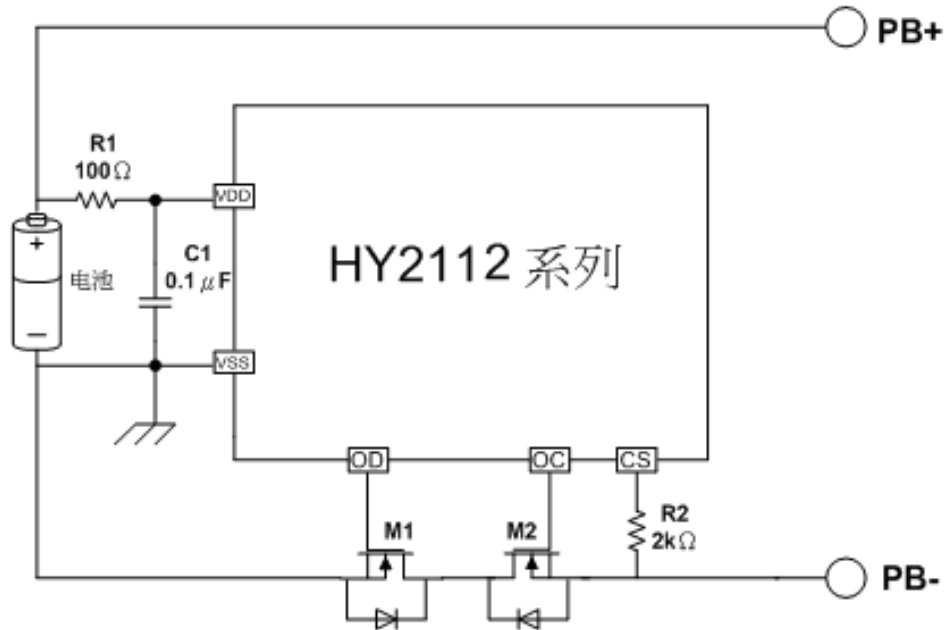 PB+
R1
100Ω
VDD
HY2112 系列
C1
0.1μF
+
电池
−
VSS
OD
OC
CS
M1
M2
R2
2kΩ
PB-